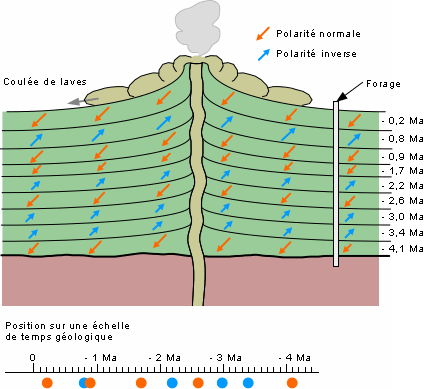 Polarité normale
Polarité inverse
Coulée de laves
Forage
- 0,2 Ma
- 0,8 Ma
- 0,9 Ma
- 1,7 Ma
- 2,2 Ma
- 2,6 Ma
- 3,0 Ma
- 3,4 Ma
- 4,1 Ma
Position sur une échelle
de temps géologique
0 - 1 Ma - 2 Ma - 3 Ma - 4 Ma